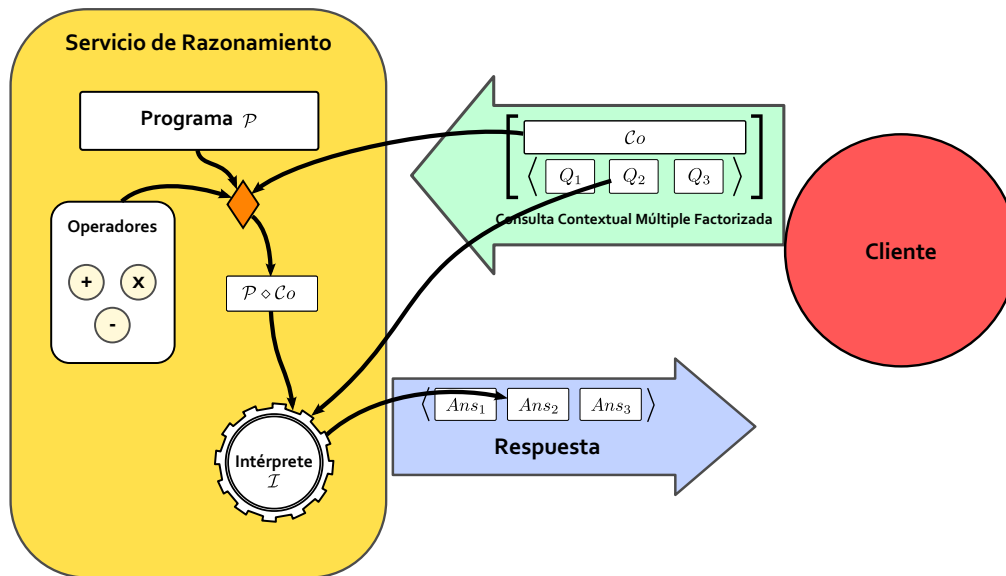 Servicio de Razonamiento
Programa 𝒫
Operadores
+ x
-
𝒫 ⋄ 𝒞o
Intérprete
ℐ
𝒞o
⟨ Q₁ Q₂ Q₃ ⟩
Consulta Contextual Múltiple Factorizada
Cliente
⟨ Ans₁ Ans₂ Ans₃ ⟩
Respuesta